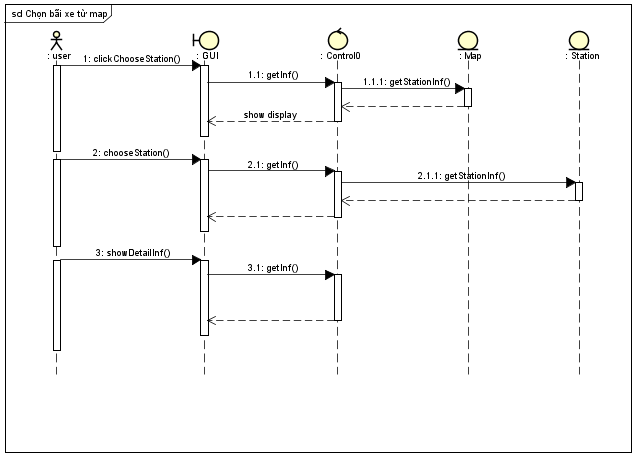 sd Chọn bãi xe từ map
: user
: GUI
: Control0
: Map
: Station
1: clickChooseStation()
1.1: getInf()
1.1.1: getStationInf()
show display
2: chooseStation()
2.1: getInf()
2.1.1: getStationInf()
3: showDetailInf()
3.1: getInf()